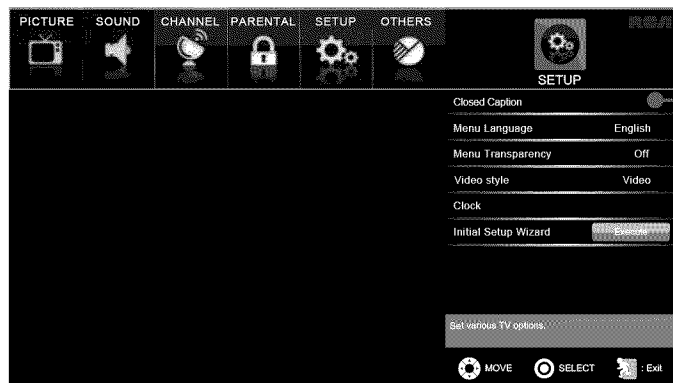 PICTURE SOUND CHANNEL PARENTAL SETUP OTHERS
RCA
SETUP
Closed Caption
Menu Language English
Menu Transparency Off
Video style Video
Clock
Initial Setup Wizard Execute
Set various TV options.
MOVE SELECT : Exit